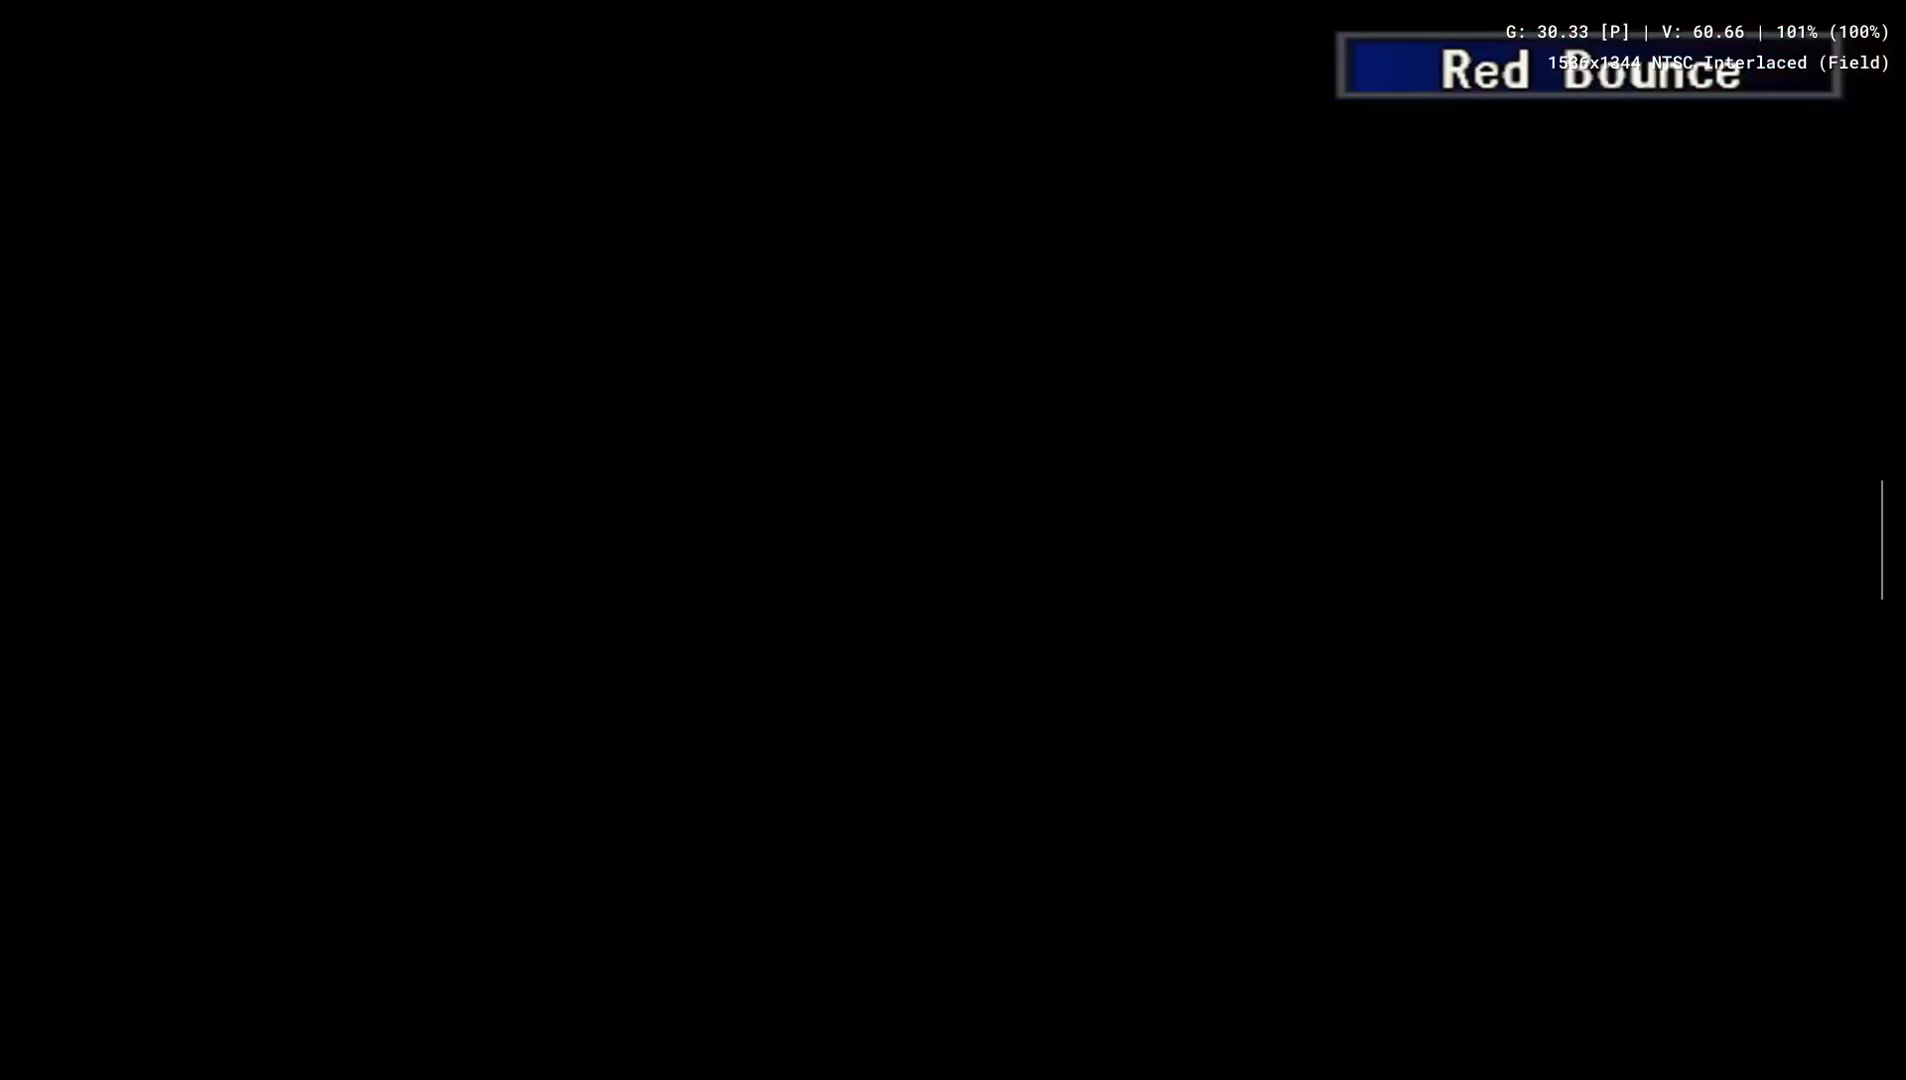 G: 30.33 [P] | V: 60.66 | 101% (100%)
1536x1344 NTSC Interlaced (Field)
Red Bounce